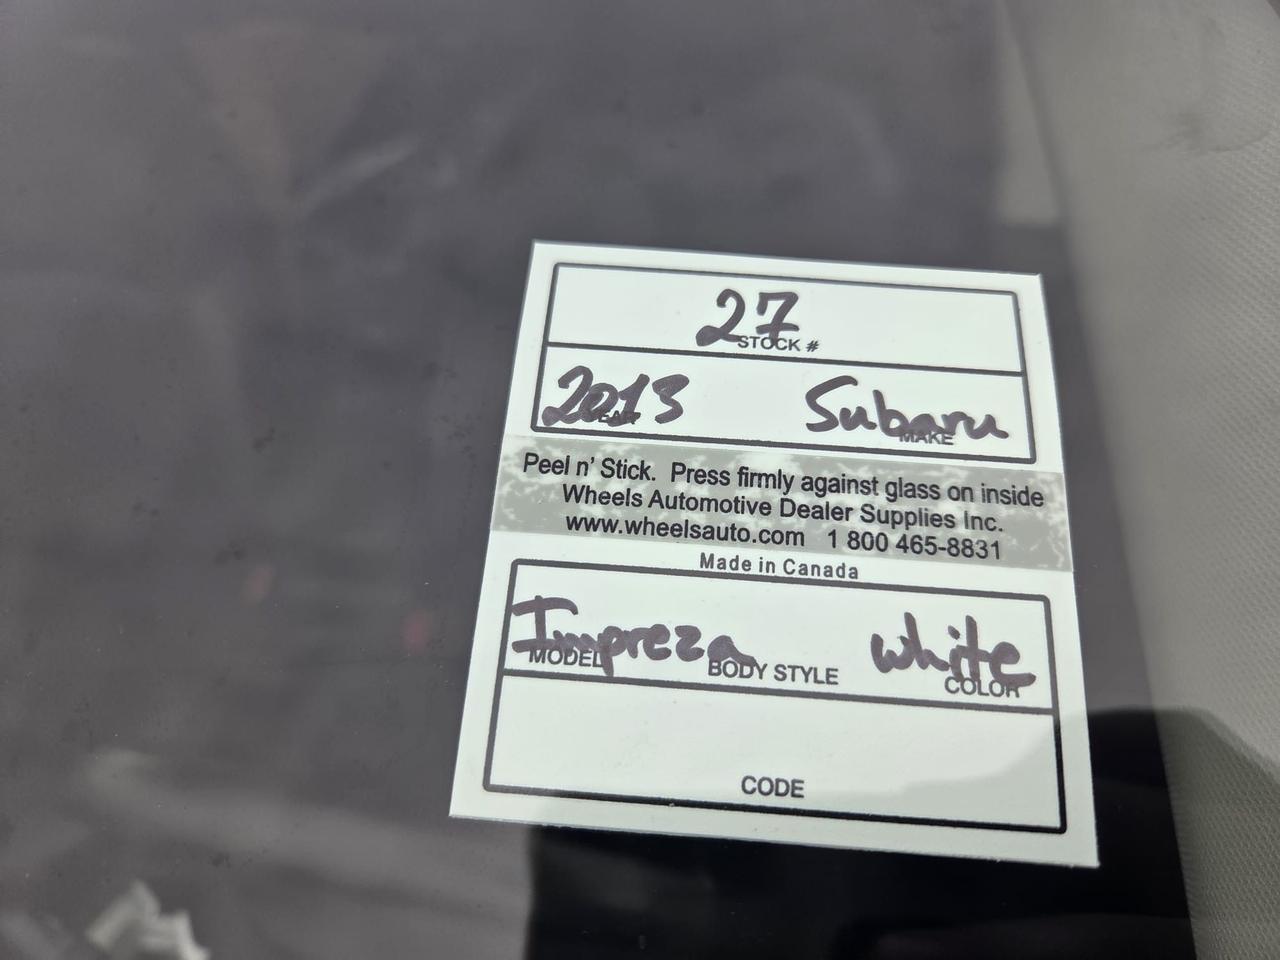 27
STOCK #
2013 Subaru
YEAR MAKE
Peel n' Stick. Press firmly against glass on inside
Wheels Automotive Dealer Supplies Inc.
www.wheelsauto.com 1 800 465-8831
Made in Canada
Impreza white
MODEL BODY STYLE COLOR
CODE